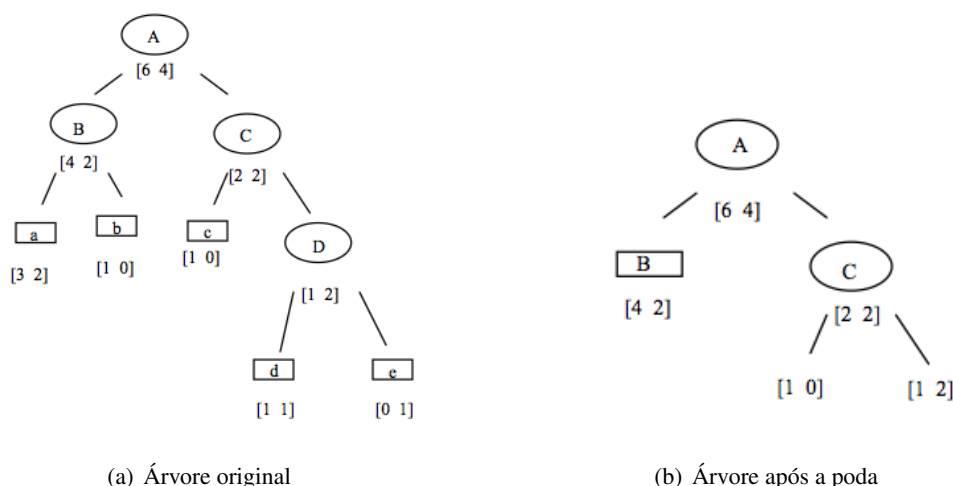 A
[6 4]
B
[4 2]
C
[2 2]
a
[3 2]
b
[1 0]
c
[1 0]
D
[1 2]
d
[1 1]
e
[0 1]
(a) Árvore original
A
[6 4]
B
[4 2]
C
[2 2]
[1 0]
[1 2]
(b) Árvore após a poda